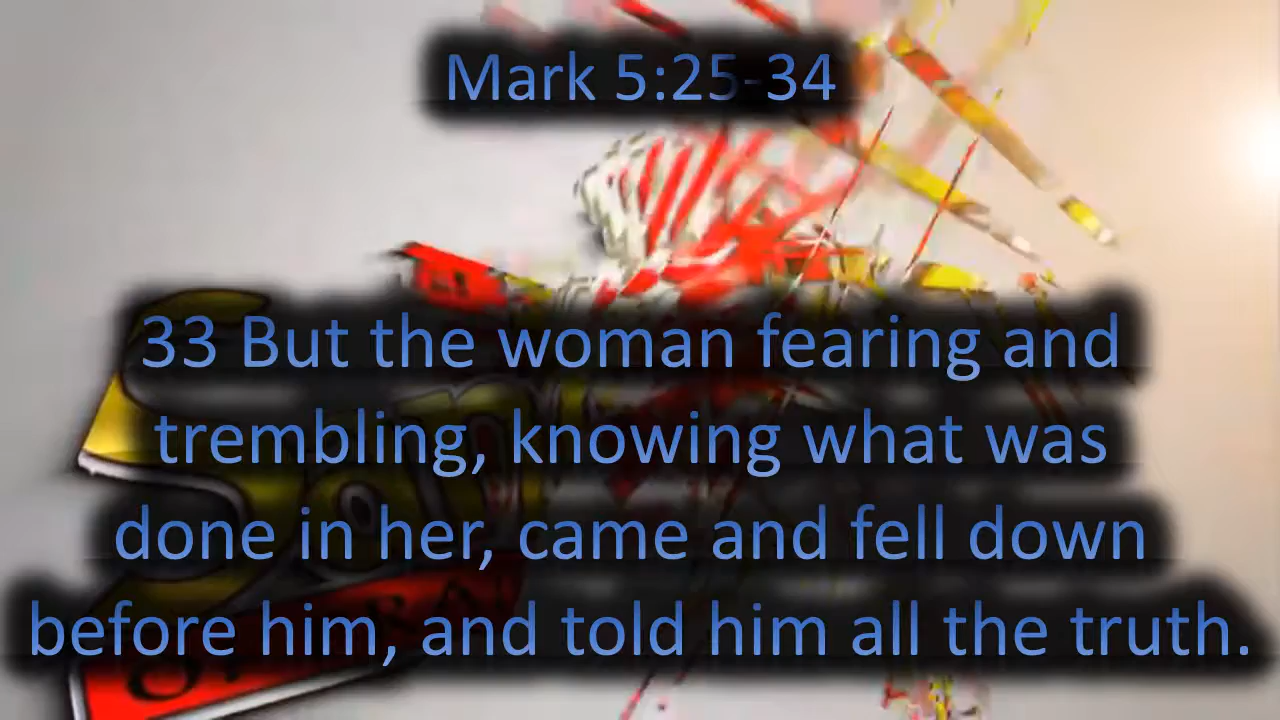 Mark 5:25-34
33 But the woman fearing and
trembling, knowing what was
done in her, came and fell down
before him, and told him all the truth.